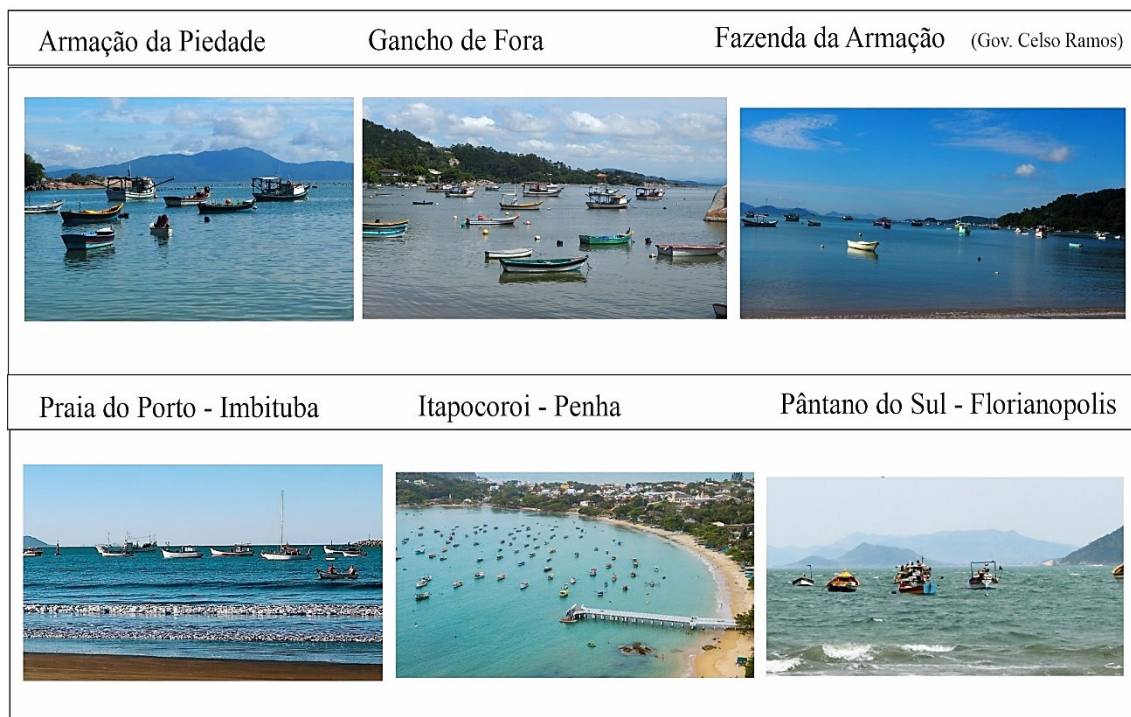 Armação da Piedade
Gancho de Fora
Fazenda da Armação (Gov. Celso Ramos)
Praia do Porto - Imbituba
Itapocoroi - Penha
Pântano do Sul - Florianopolis